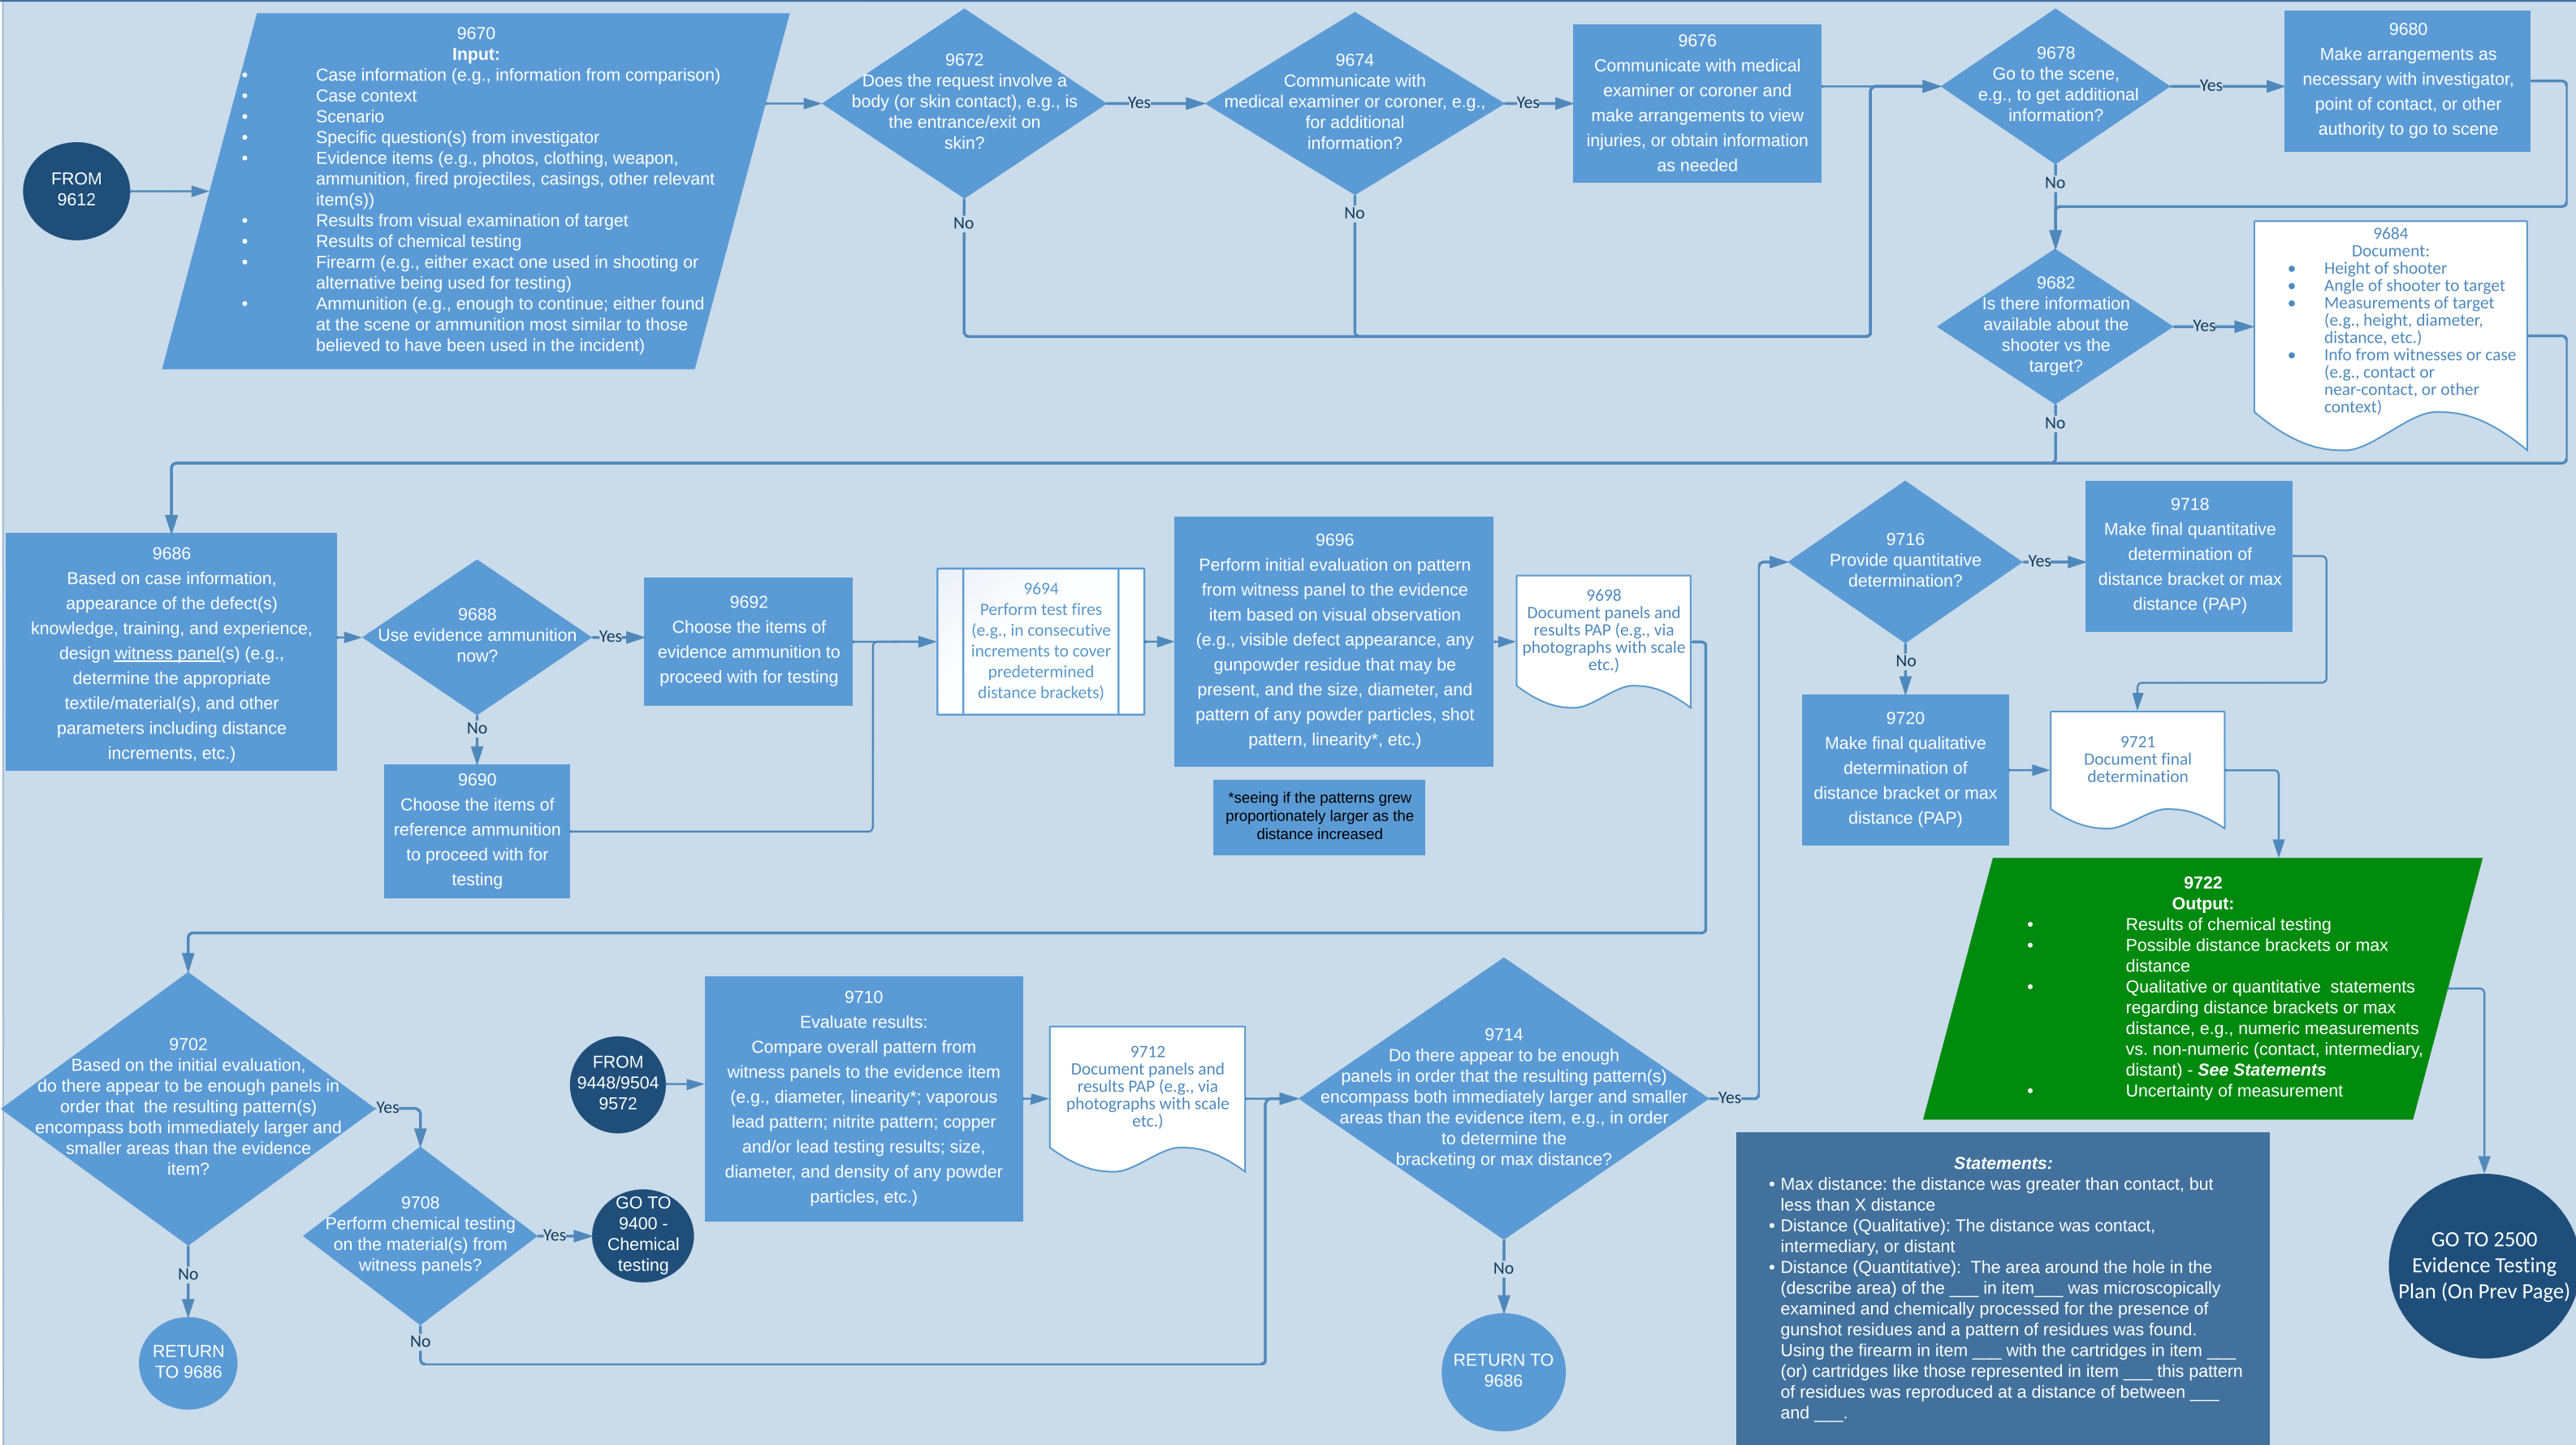 FROM
9612
9670
Input:
• Case information (e.g., information from comparison)
• Case context
• Scenario
• Specific question(s) from investigator
• Evidence items (e.g., photos, clothing, weapon,
ammunition, fired projectiles, casings, other relevant
item(s))
• Results from visual examination of target
• Results of chemical testing
• Firearm (e.g., either exact one used in shooting or
alternative being used for testing)
• Ammunition (e.g., enough to continue; either found
at the scene or ammunition most similar to those
believed to have been used in the incident)
9672
Does the request involve a
body (or skin contact), e.g., is
the entrance/exit on
skin?
Yes
No
9674
Communicate with
medical examiner or coroner, e.g.,
for additional
information?
Yes
No
9676
Communicate with medical
examiner or coroner and
make arrangements to view
injuries, or obtain information
as needed
9678
Go to the scene,
e.g., to get additional
information?
Yes
No
9680
Make arrangements as
necessary with investigator,
point of contact, or other
authority to go to scene
9682
Is there information
available about the
shooter vs the
target?
Yes
No
9684
Document:
• Height of shooter
• Angle of shooter to target
• Measurements of target
(e.g., height, diameter,
distance, etc.)
• Info from witnesses or case
(e.g., contact or
near-contact, or other
context)
9686
Based on case information,
appearance of the defect(s)
knowledge, training, and experience,
design witness panel(s) (e.g.,
determine the appropriate
textile/material(s), and other
parameters including distance
increments, etc.)
9688
Use evidence ammunition
now?
Yes
No
9690
Choose the items of
reference ammunition
to proceed with for
testing
9692
Choose the items of
evidence ammunition to
proceed with for testing
9694
Perform test fires
(e.g., in consecutive
increments to cover
predetermined
distance brackets)
9696
Perform initial evaluation on pattern
from witness panel to the evidence
item based on visual observation
(e.g., visible defect appearance, any
gunpowder residue that may be
present, and the size, diameter, and
pattern of any powder particles, shot
pattern, linearity*, etc.)
*seeing if the patterns grew
proportionately larger as the
distance increased
9698
Document panels and
results PAP (e.g., via
photographs with scale
etc.)
9702
Based on the initial evaluation,
do there appear to be enough panels in
order that  the resulting pattern(s)
encompass both immediately larger and
smaller areas than the evidence
item?
Yes
No
RETURN
TO 9686
9708
Perform chemical testing
on the material(s) from
witness panels?
Yes
No
GO TO
9400 -
Chemical
testing
FROM
9448/9504
9572
9710
Evaluate results:
Compare overall pattern from
witness panels to the evidence item
(e.g., diameter, linearity*; vaporous
lead pattern; nitrite pattern; copper
and/or lead testing results; size,
diameter, and density of any powder
particles, etc.)
9712
Document panels and
results PAP (e.g., via
photographs with scale
etc.)
9714
Do there appear to be enough
panels in order that the resulting pattern(s)
encompass both immediately larger and smaller
areas than the evidence item, e.g., in order
to determine the
bracketing or max distance?
Yes
No
RETURN TO
9686
9716
Provide quantitative
determination?
Yes
No
9718
Make final quantitative
determination of
distance bracket or max
distance (PAP)
9720
Make final qualitative
determination of
distance bracket or max
distance (PAP)
9721
Document final
determination
9722
Output:
• Results of chemical testing
• Possible distance brackets or max
distance
• Qualitative or quantitative  statements
regarding distance brackets or max
distance, e.g., numeric measurements
vs. non-numeric (contact, intermediary,
distant) - See Statements
• Uncertainty of measurement
Statements:
• Max distance: the distance was greater than contact, but
less than X distance
• Distance (Qualitative): The distance was contact,
intermediary, or distant
• Distance (Quantitative):  The area around the hole in the
(describe area) of the ___ in item___ was microscopically
examined and chemically processed for the presence of
gunshot residues and a pattern of residues was found.
Using the firearm in item ___ with the cartridges in item ___
(or) cartridges like those represented in item ___ this pattern
of residues was reproduced at a distance of between ___
and ___.
GO TO 2500
Evidence Testing
Plan (On Prev Page)